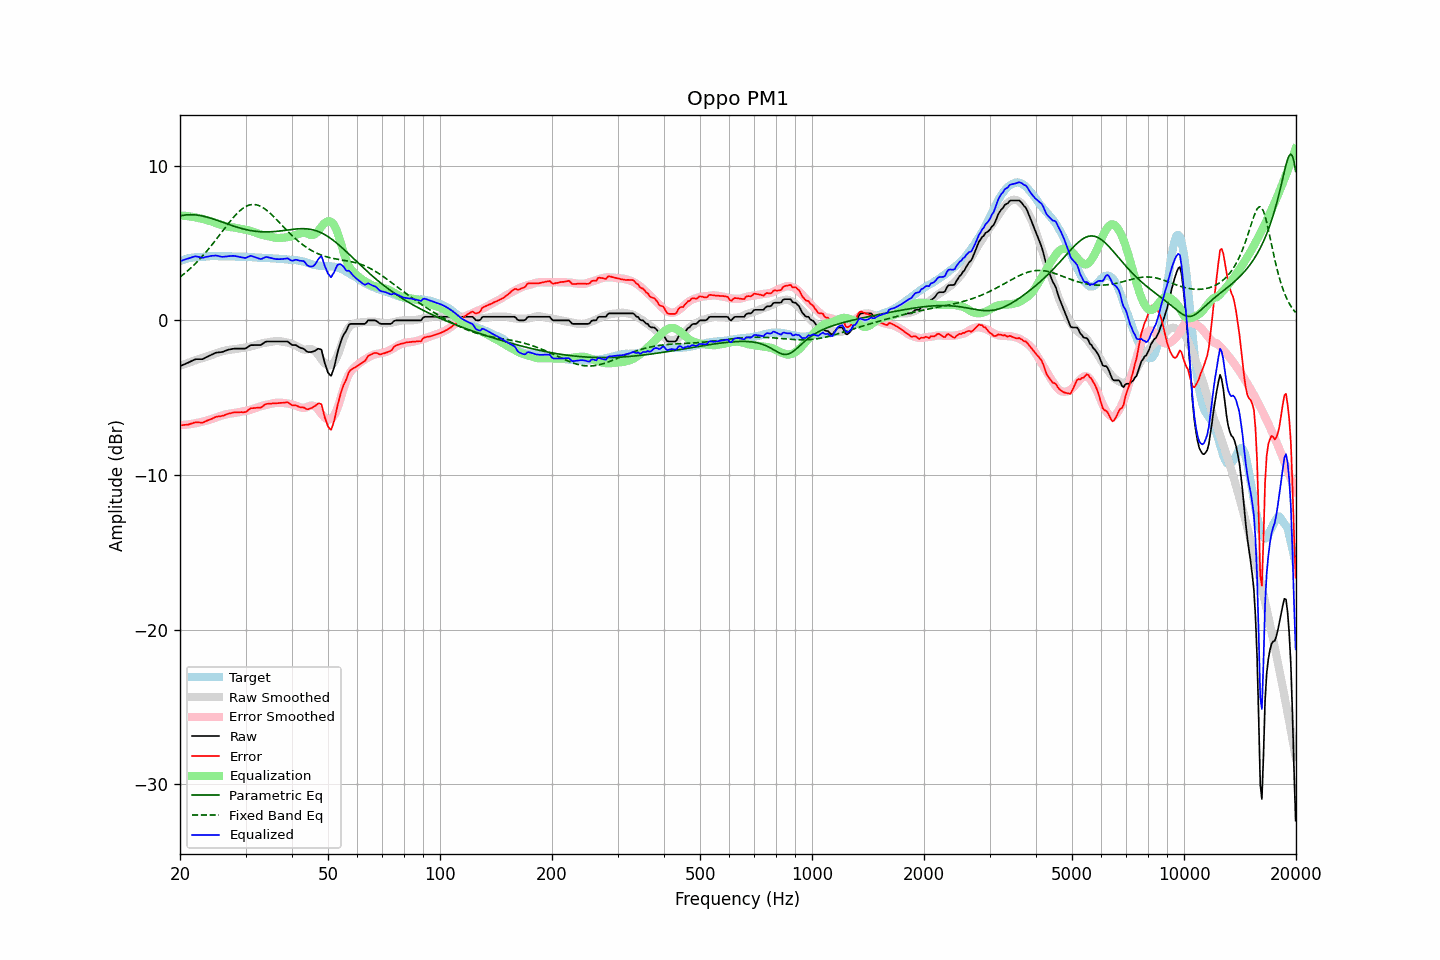 Oppo PM1
Amplitude (dBr)
10
0
−10
−20
−30
Target
Raw Smoothed
Error Smoothed
Raw
Error
Equalization
Parametric Eq
Fixed Band Eq
Equalized
20 50 100 200 500 1000 2000 5000 10000 20000
Frequency (Hz)